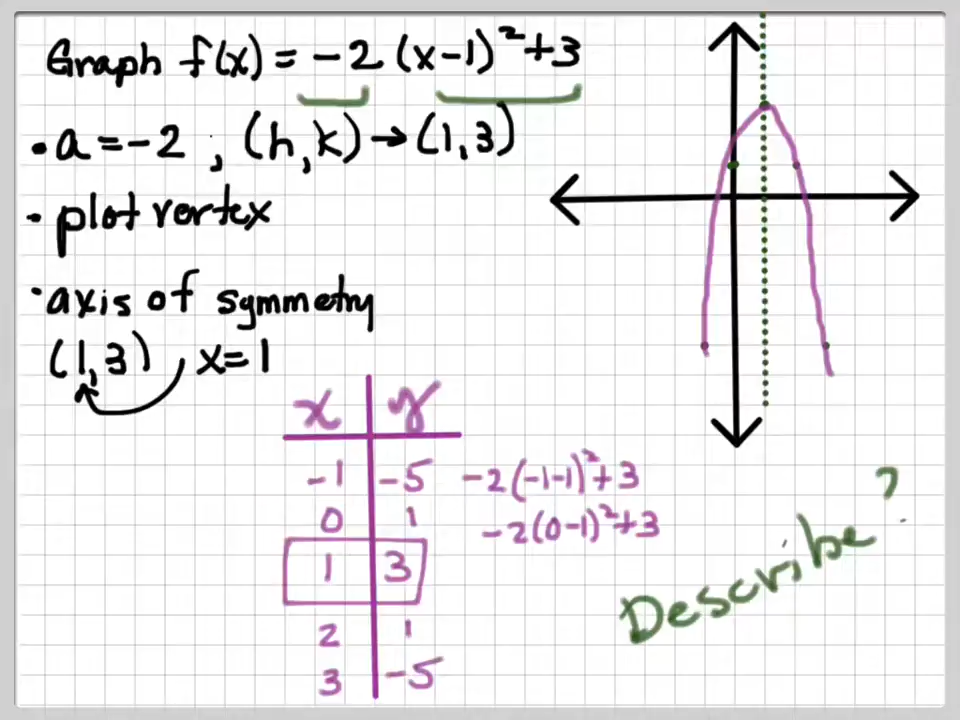 Graph f(x) = -2 (x-1)² +3
• a = -2 , (h,k) → (1,3)
• plot vertex
• axis of symmetry
(1,3) x=1
x y
-1 -5 -2(-1-1)²+3
0 1 -2(0-1)²+3
1 3
2 1
3 -5
Describe?